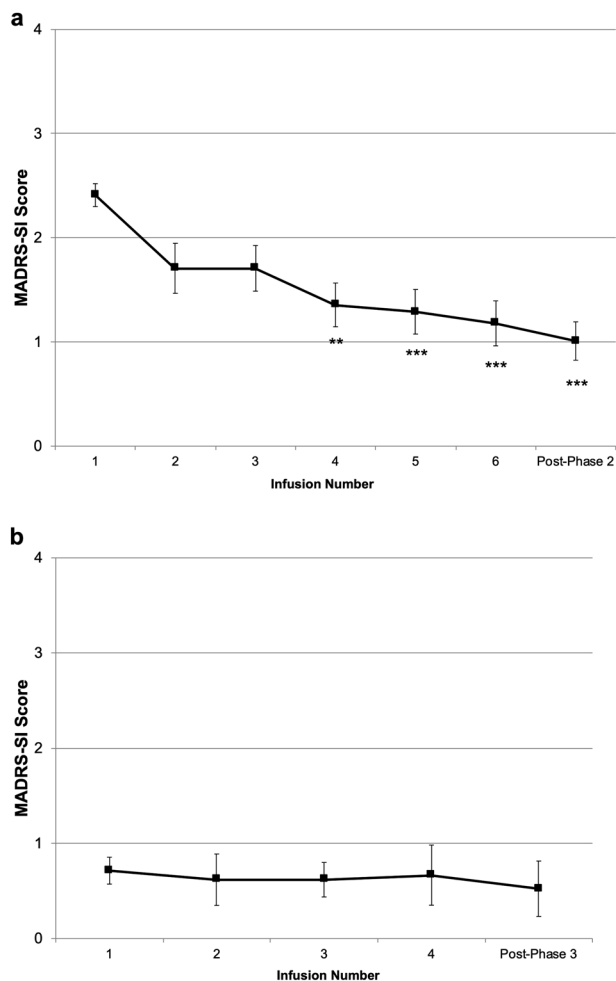 a
4
3
2
1
0
MADRS-SI Score
**
***
***
***
1 2 3 4 5 6 Post-Phase 2
Infusion Number
b
4
3
2
1
0
MADRS-SI Score
1 2 3 4 Post-Phase 3
Infusion Number